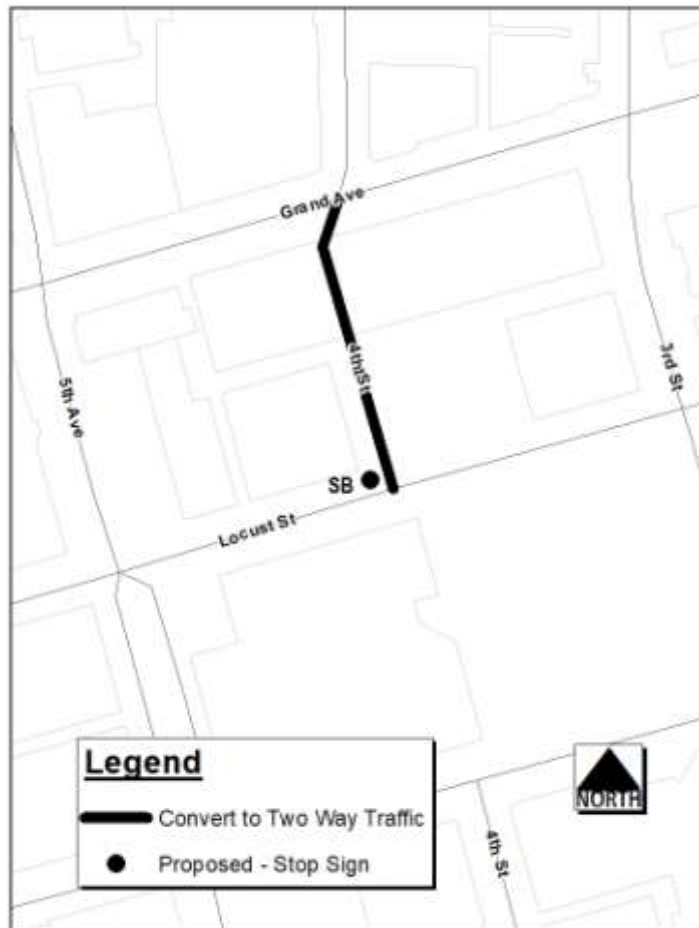 Grand Ave
4th St
3rd St
5th Ave
SB
Locust St
Legend
Convert to Two Way Traffic
Proposed - Stop Sign
NORTH
4th St